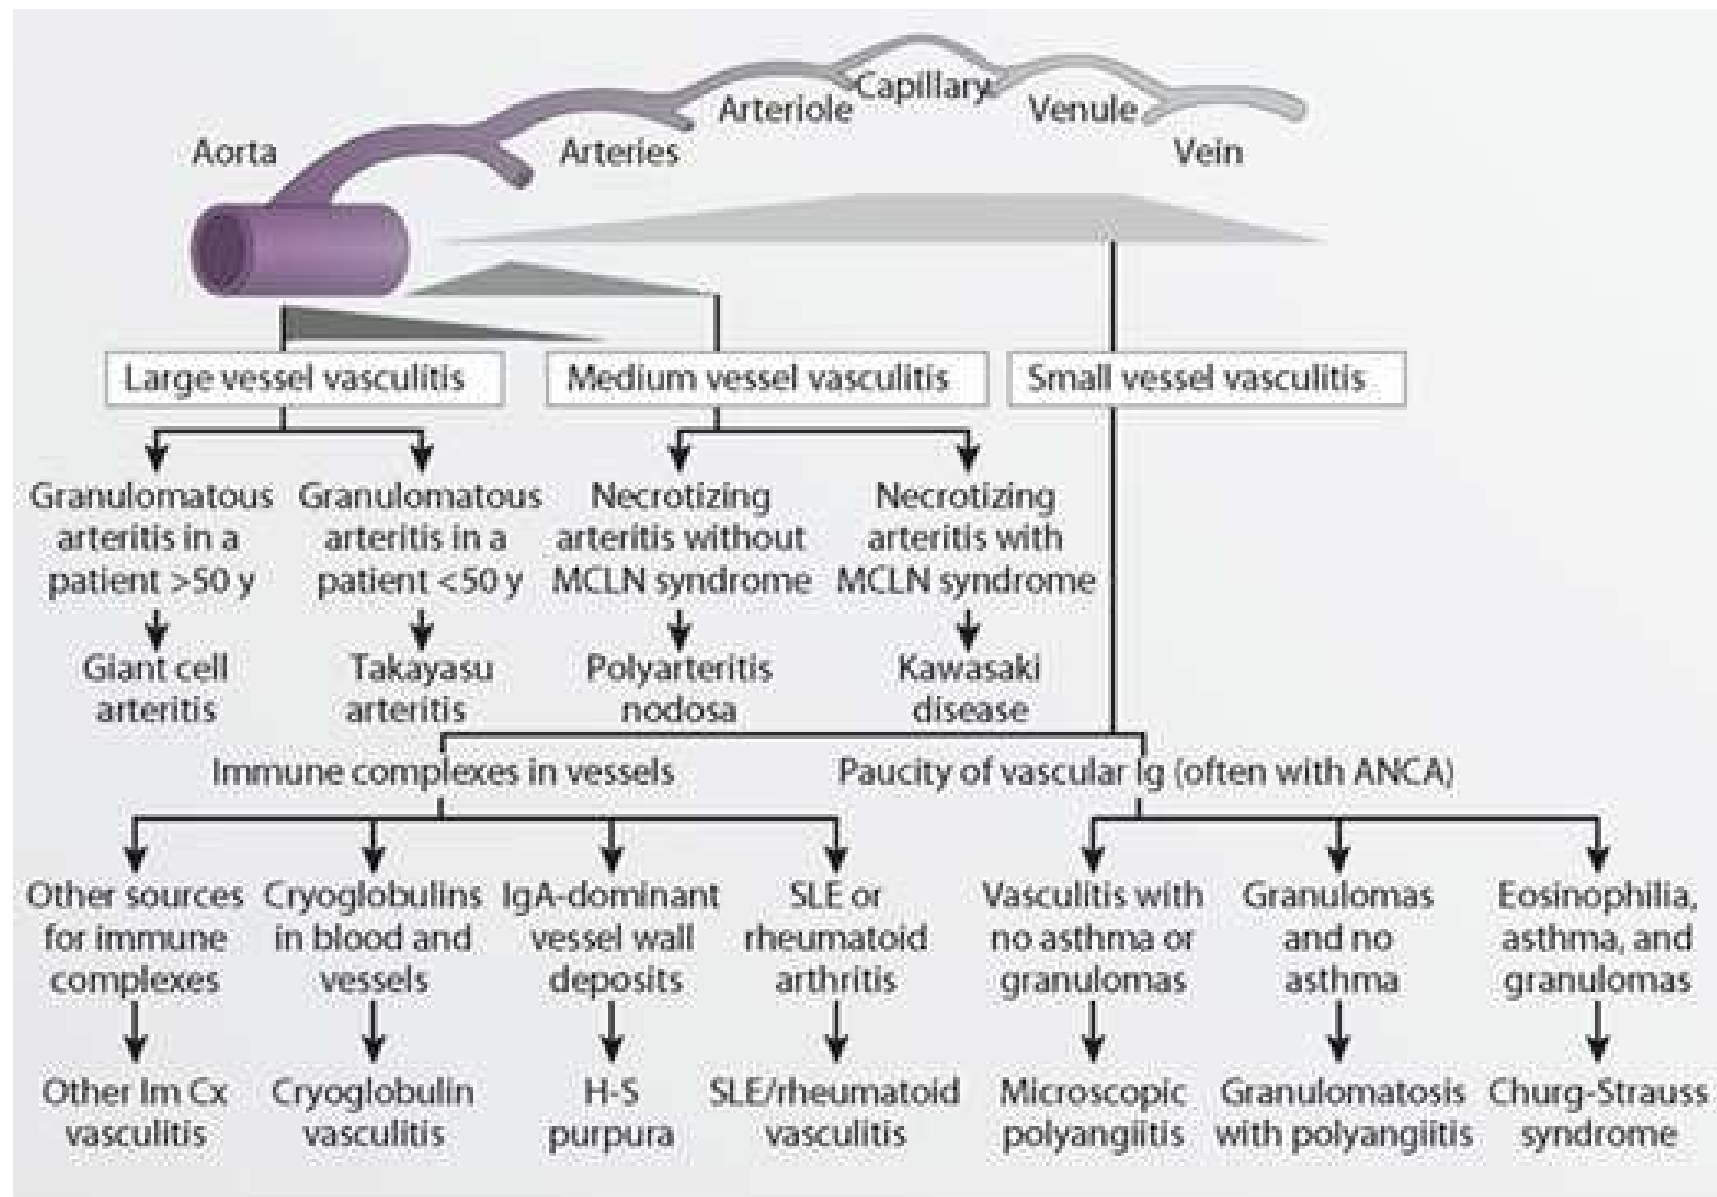 Capillary
Arteriole
Venule
Aorta
Arteries
Vein
Large vessel vasculitis
Medium vessel vasculitis
Small vessel vasculitis
Granulomatous
arteritis in a
patient >50 y
Granulomatous
arteritis in a
patient <50 y
Necrotizing
arteritis without
MCLN syndrome
Necrotizing
arteritis with
MCLN syndrome
Giant cell
arteritis
Takayasu
arteritis
Polyarteritis
nodosa
Kawasaki
disease
Immune complexes in vessels
Paucity of vascular Ig (often with ANCA)
Other sources
for immune
complexes
Cryoglobulins
in blood and
vessels
IgA-dominant
vessel wall
deposits
SLE or
rheumatoid
arthritis
Vasculitis with
no asthma or
granulomas
Granulomas
and no
asthma
Eosinophilia,
asthma, and
granulomas
Other Im Cx
vasculitis
Cryoglobulin
vasculitis
H-S
purpura
SLE/rheumatoid
vasculitis
Microscopic
polyangiitis
Granulomatosis
with polyangiitis
Churg-Strauss
syndrome